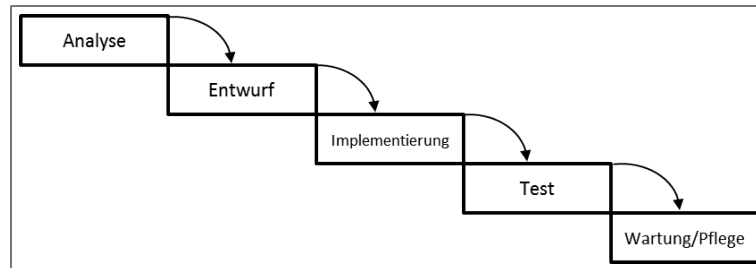 Analyse
Entwurf
Implementierung
Test
Wartung/Pflege